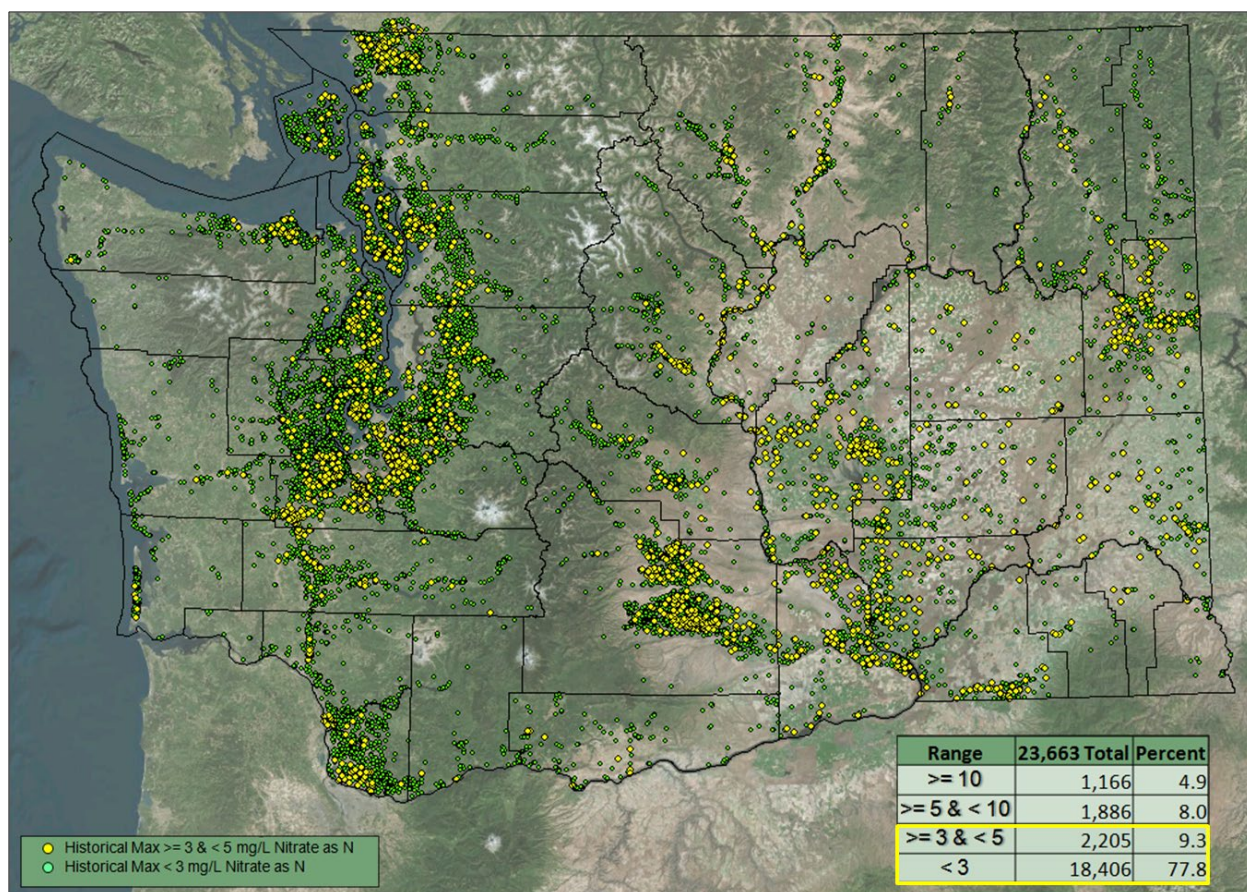 Range 23,663 Total Percent
>= 10 1,166 4.9
>= 5 & < 10 1,886 8.0
>= 3 & < 5 2,205 9.3
< 3 18,406 77.8
Historical Max >= 3 & < 5 mg/L Nitrate as N
Historical Max < 3 mg/L Nitrate as N